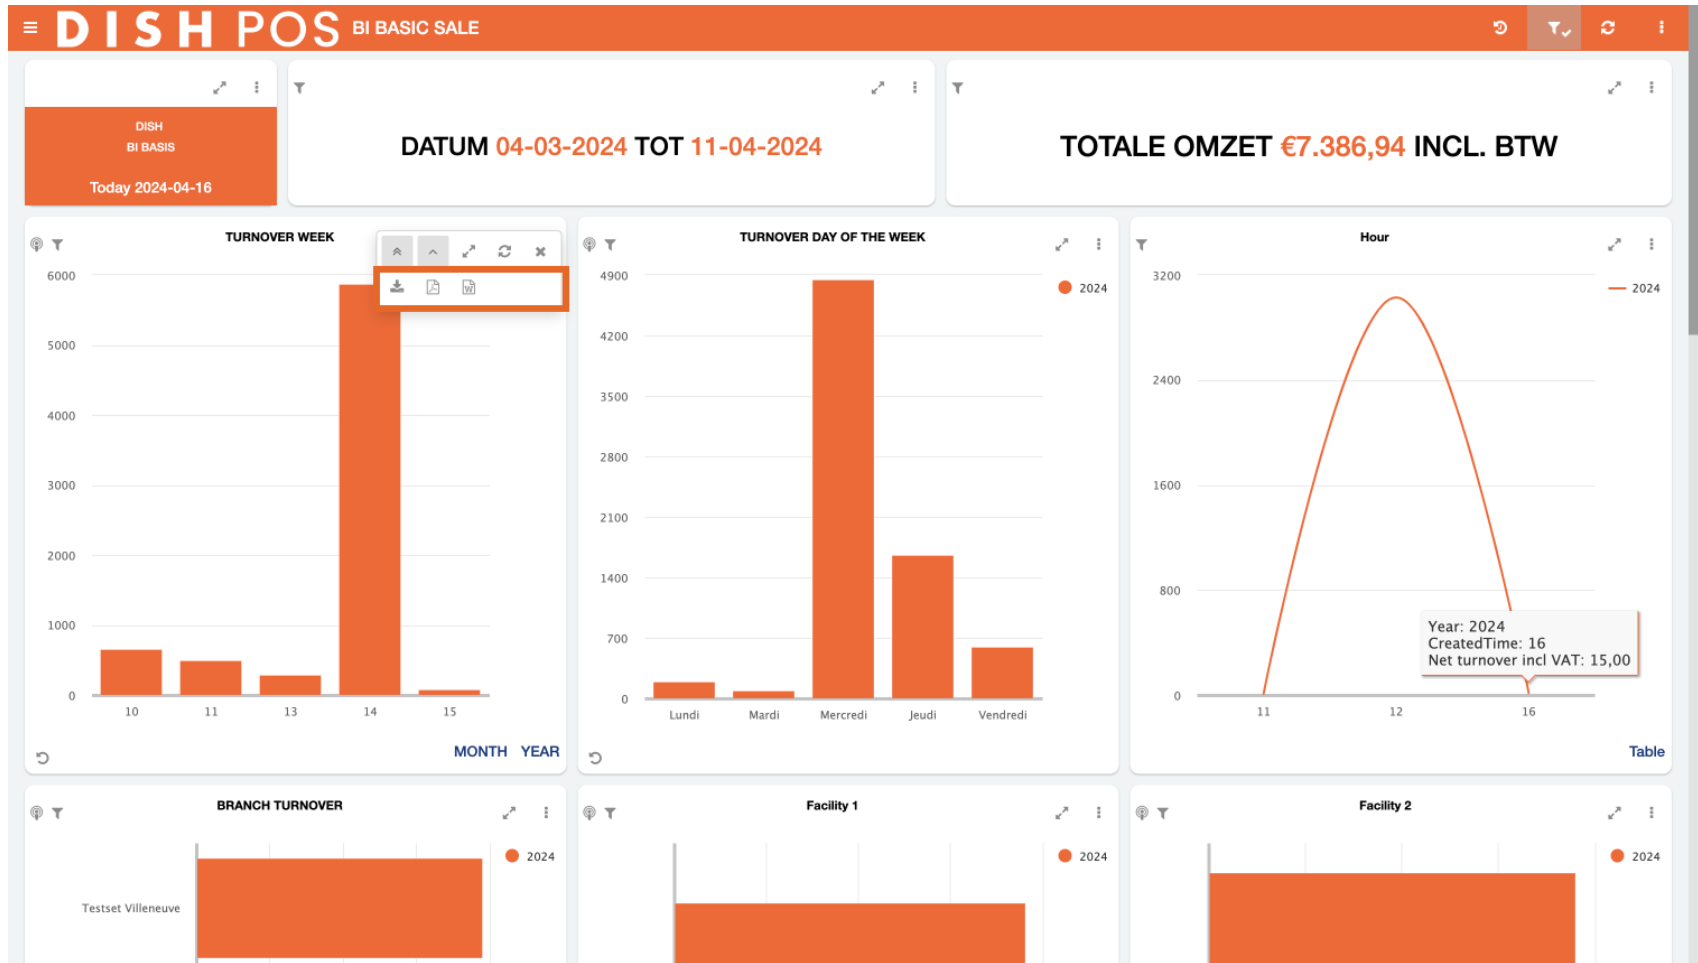 DISH POS BI BASIC SALE
DISH
BI BASIS
Today 2024-04-16
DATUM 04-03-2024 TOT 11-04-2024
TOTALE OMZET €7.386,94 INCL. BTW
TURNOVER WEEK
6000
5000
4000
3000
2000
1000
0
10 11 13 14 15
MONTH YEAR
TURNOVER DAY OF THE WEEK
2024
4900
4200
3500
2800
2100
1400
700
0
Lundi Mardi Mercredi Jeudi Vendredi
Hour
2024
3200
2400
1600
800
0
Year: 2024
CreatedTime: 16
Net turnover incl VAT: 15,00
11 12 16
Table
BRANCH TURNOVER
2024
Testset Villeneuve
Facility 1
2024
Facility 2
2024